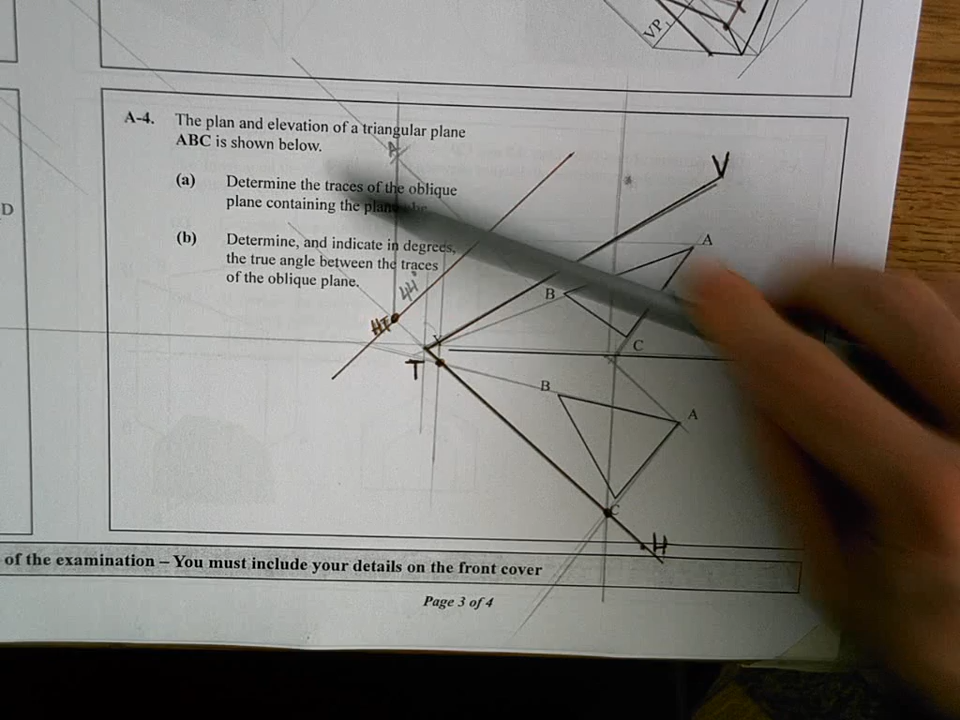 VP,
D
A-4. The plan and elevation of a triangular plane
ABC is shown below.
(a) Determine the traces of the oblique
plane containing the plane
(b) Determine, and indicate in degrees,
the true angle between the traces
of the oblique plane.
V
A
B
44°
HT
C
X
T
B
A
C
H
of the examination – You must include your details on the front cover
Page 3 of 4